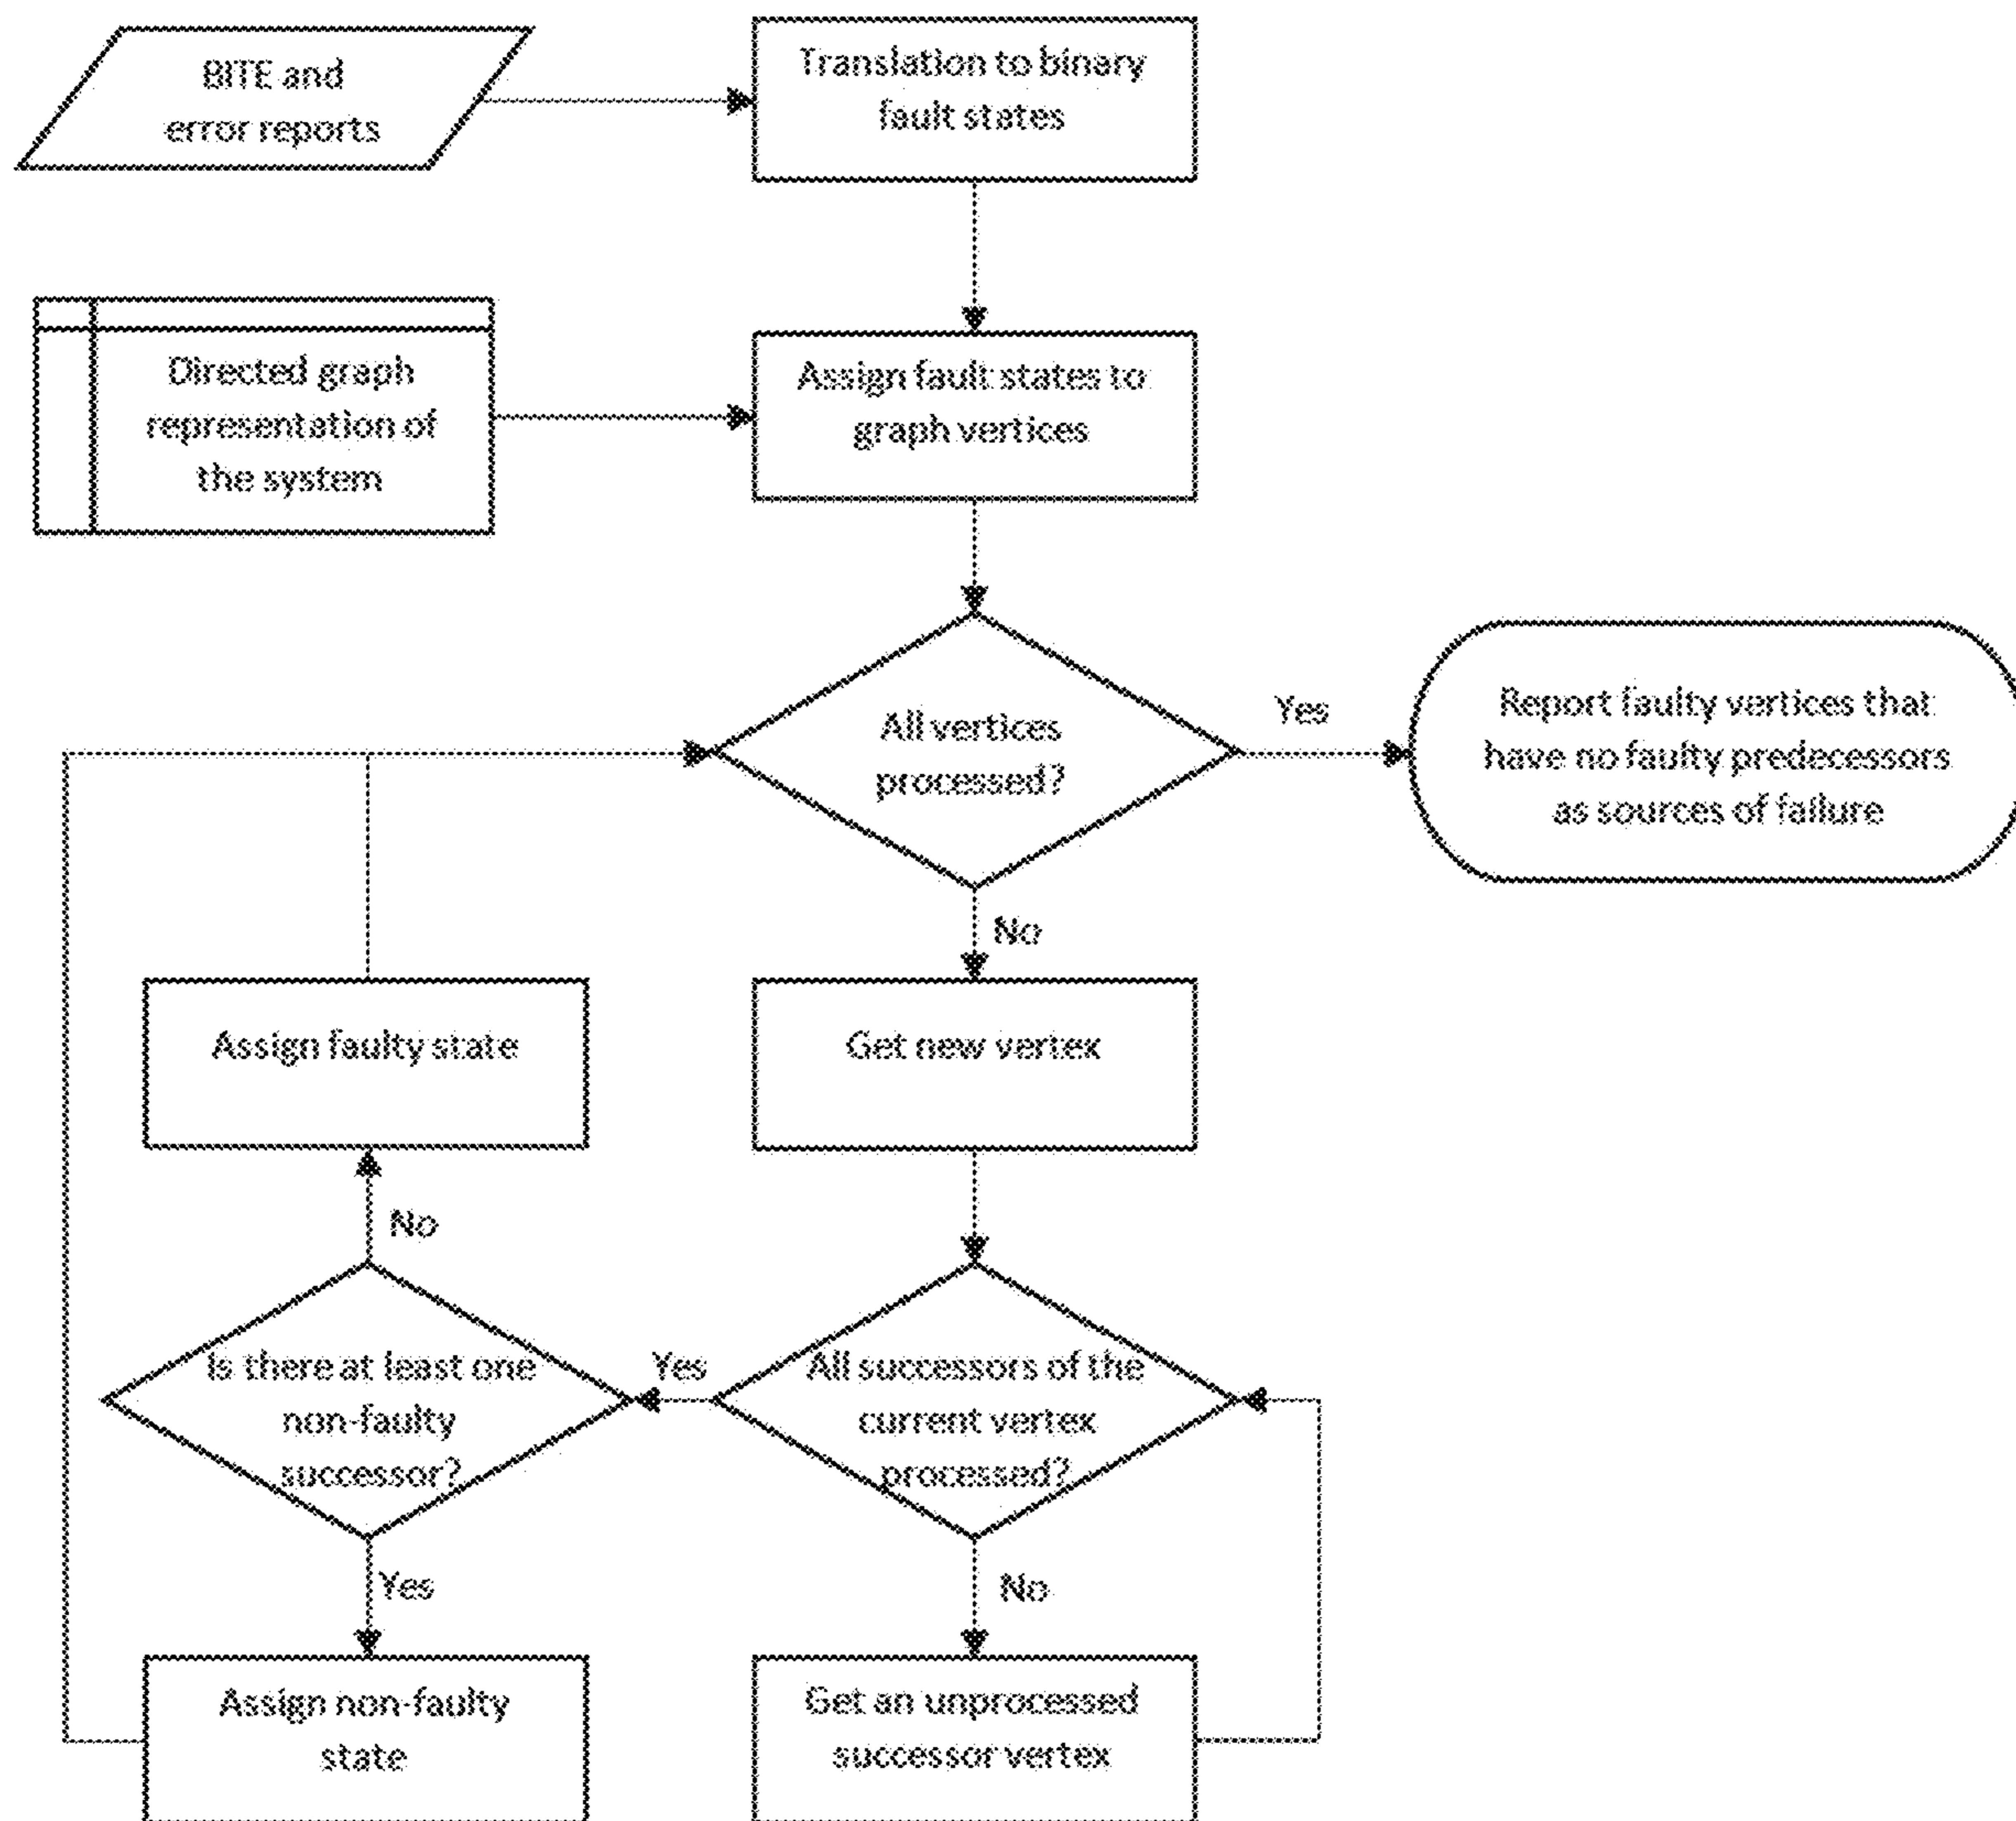 BITE and
error reports
Translation to binary
fault states
Directed graph
representation of
the system
Assign fault states to
graph vertices
All vertices
processed?
Yes
Report faulty vertices that
have no faulty predecessors
as sources of failure
No
Assign faulty state
Get new vertex
No
Is there at least one
non-faulty
successor?
Yes
All successors of the
current vertex
processed?
Yes
No
Assign non-faulty
state
Get an unprocessed
successor vertex